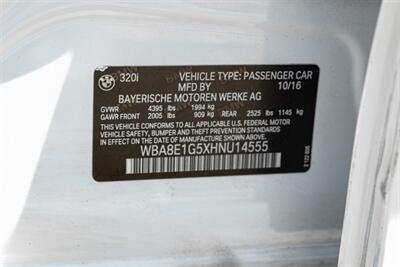 320i VEHICLE TYPE: PASSENGER CAR
MFD BY 10/16
BAYERISCHE MOTOREN WERKE AG
GVWR 4395 lbs 1994 kg
GAWR FRONT 2005 lbs 909 kg REAR 2525 lbs 1145 kg
THIS CAR CONFORMS TO ALL APPLICABLE U.S. FEDERAL MOTOR
VEHICLE SAFETY, BUMPER AND THEFT PREVENTION STANDARDS
IN EFFECT ON THE DATE OF MANUFACTURE SHOWN ABOVE.
WBA8E1G5XHNU14555